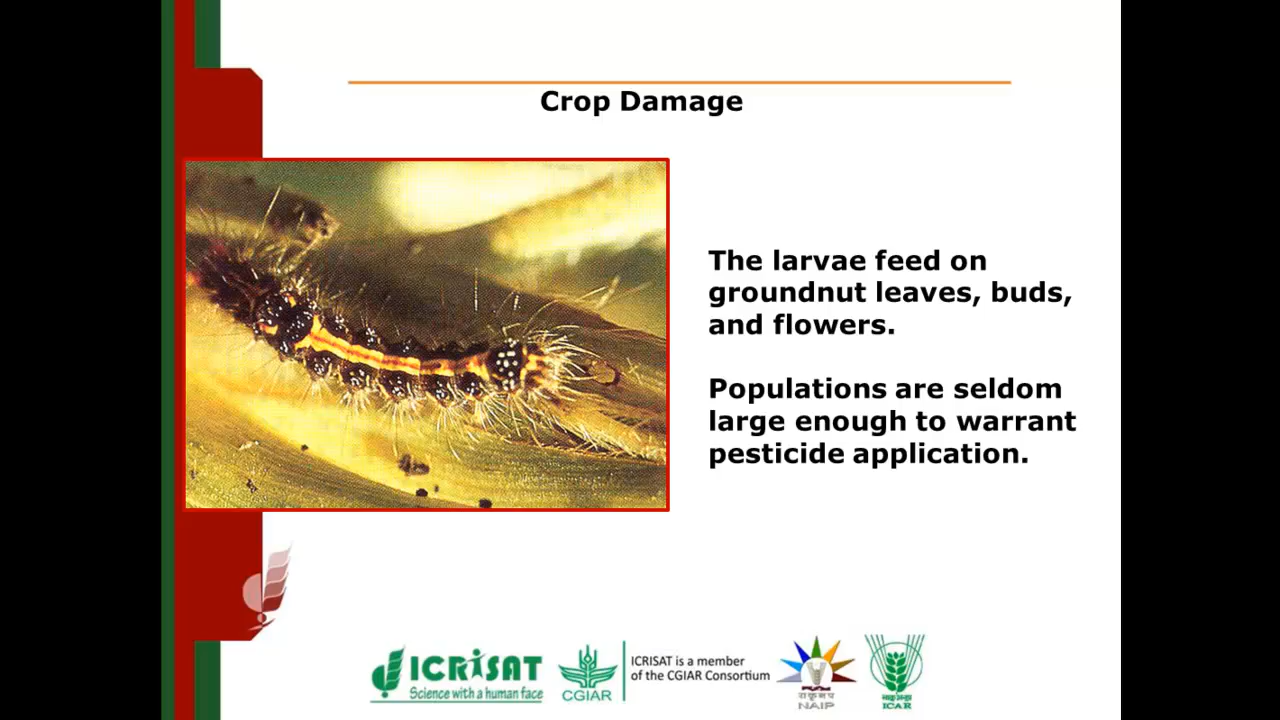 Crop Damage
The larvae feed on
groundnut leaves, buds,
and flowers.
Populations are seldom
large enough to warrant
pesticide application.
ICRISAT
Science with a human face
CGIAR
ICRISAT is a member
of the CGIAR Consortium
NAIP
ICAR